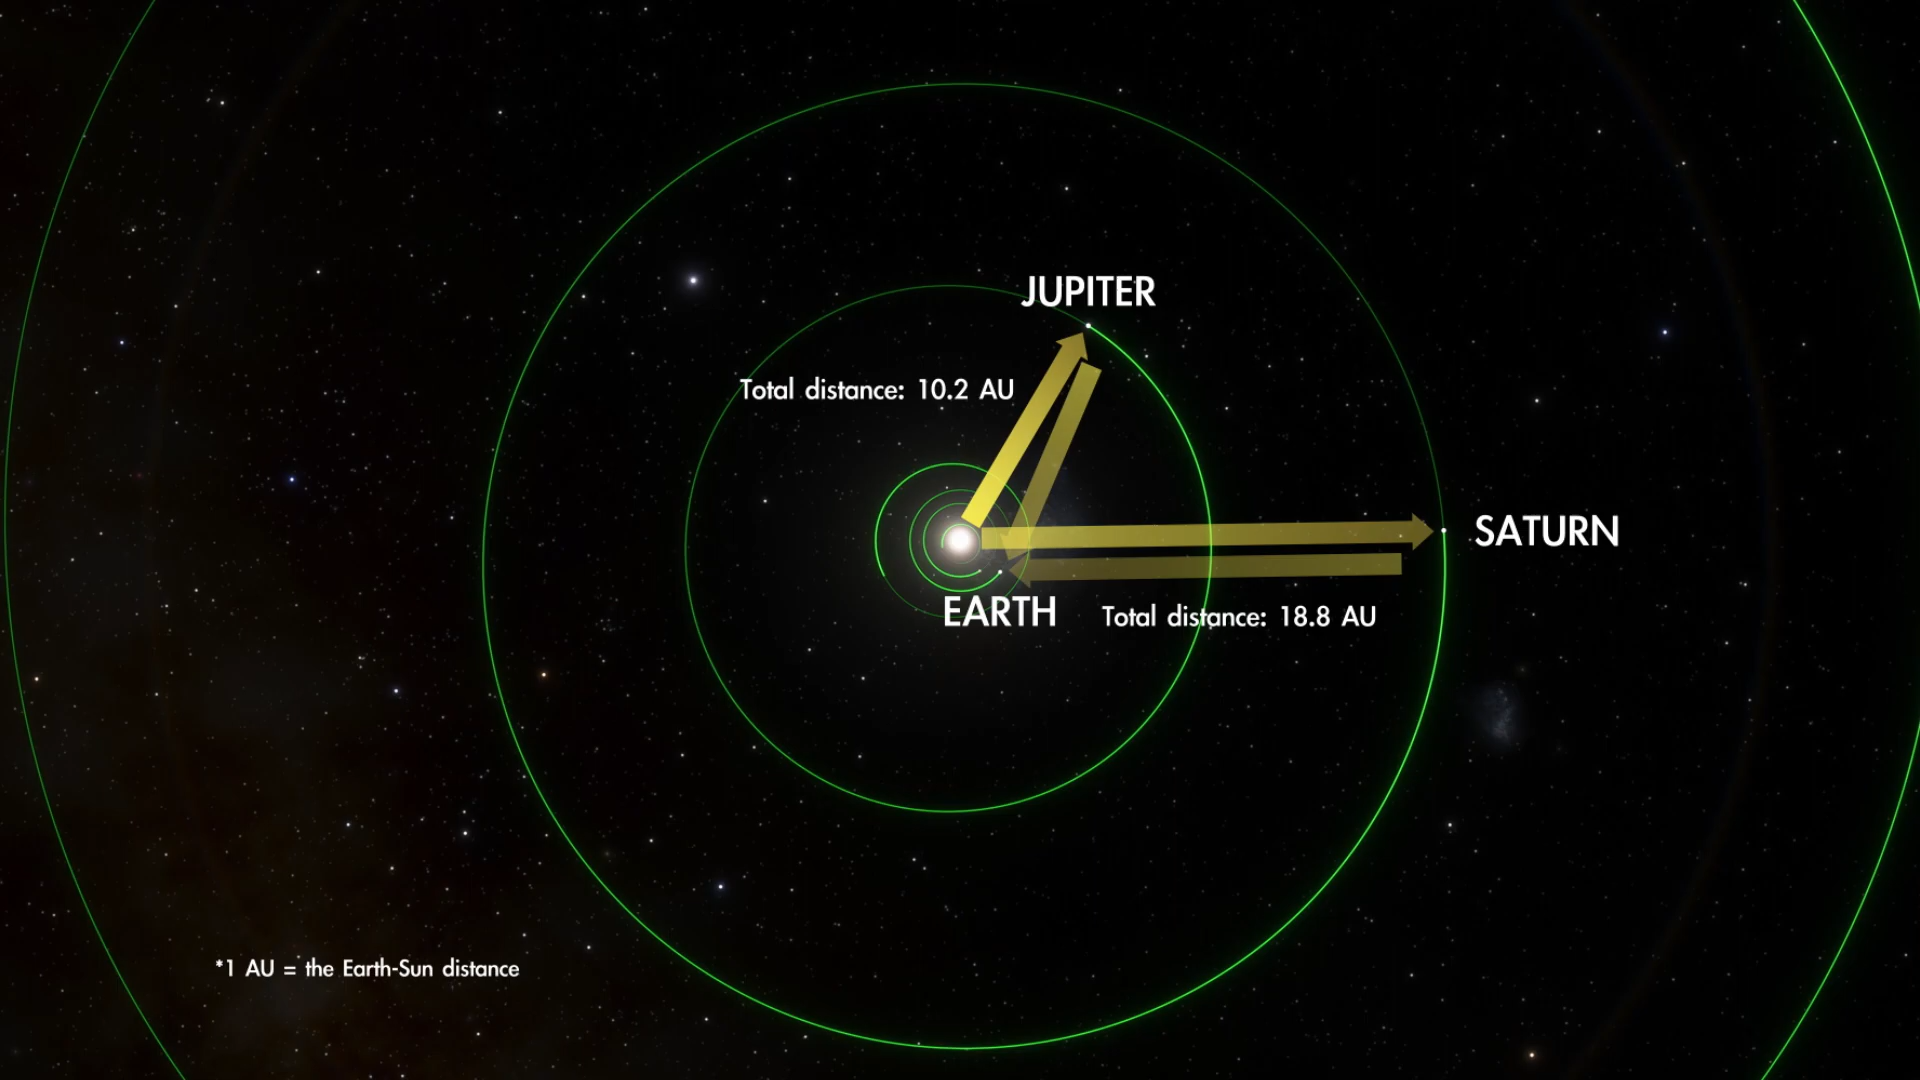 JUPITER
Total distance: 10.2 AU
SATURN
EARTH
Total distance: 18.8 AU
*1 AU = the Earth-Sun distance